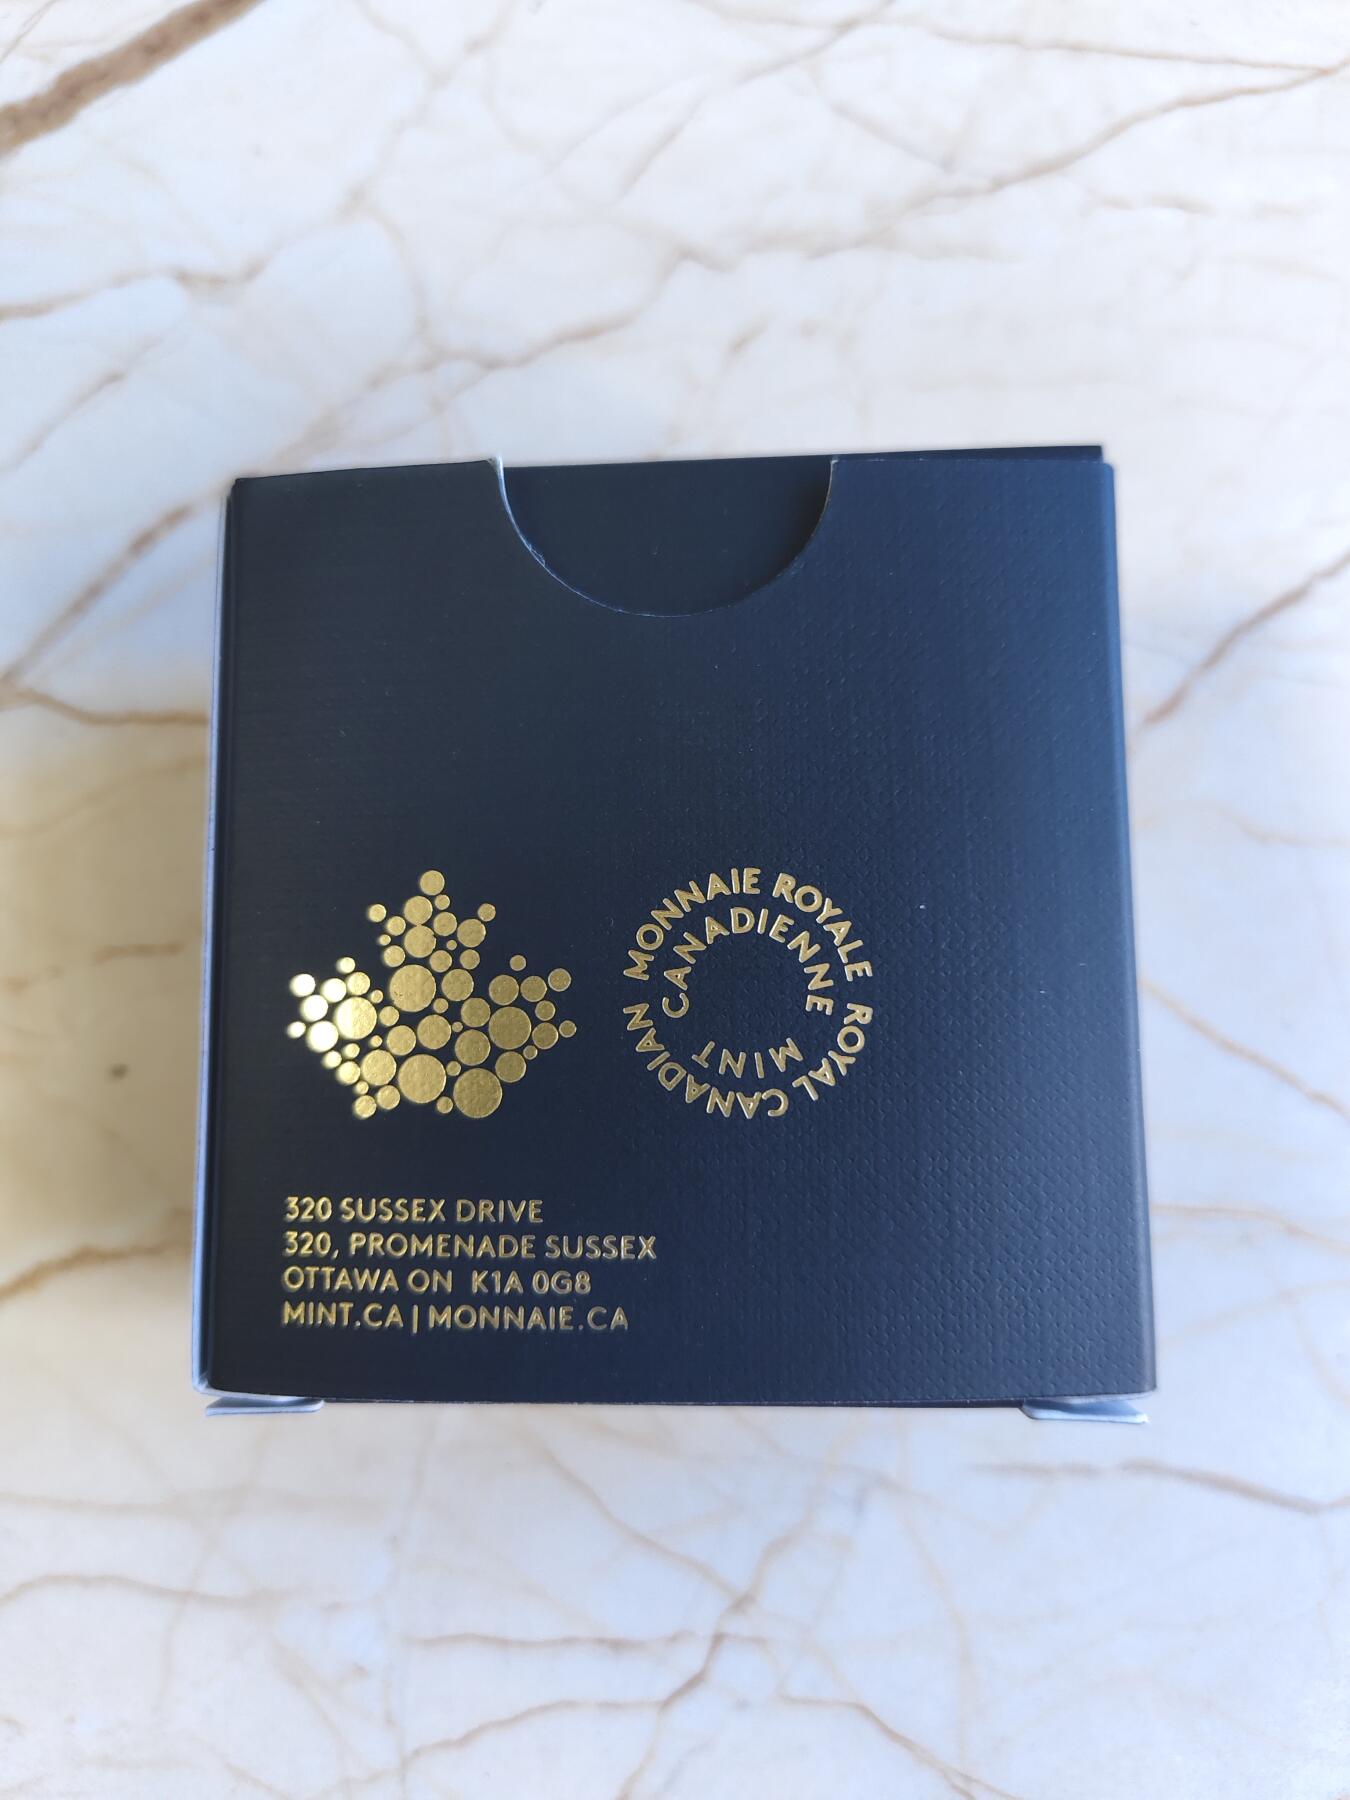 MONNAIE ROYALE
CANADIENNE
ROYAL CANADIAN
MINT
320 SUSSEX DRIVE
320, PROMENADE SUSSEX
OTTAWA ON K1A 0G8
MINT.CA | MONNAIE.CA